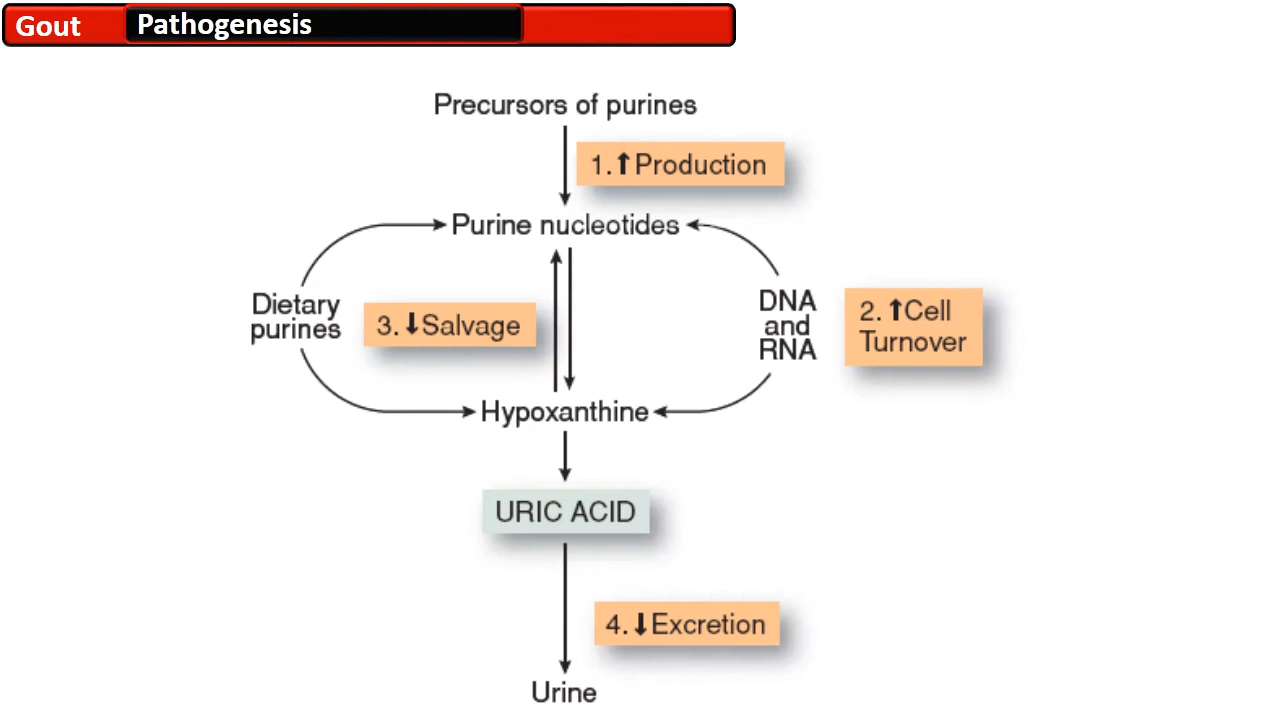 Gout
Pathogenesis
Precursors of purines
1.⬆Production
Purine nucleotides
Dietary
purines
3.⬇Salvage
DNA
and
RNA
2.⬆Cell
Turnover
Hypoxanthine
URIC ACID
4.⬇Excretion
Urine